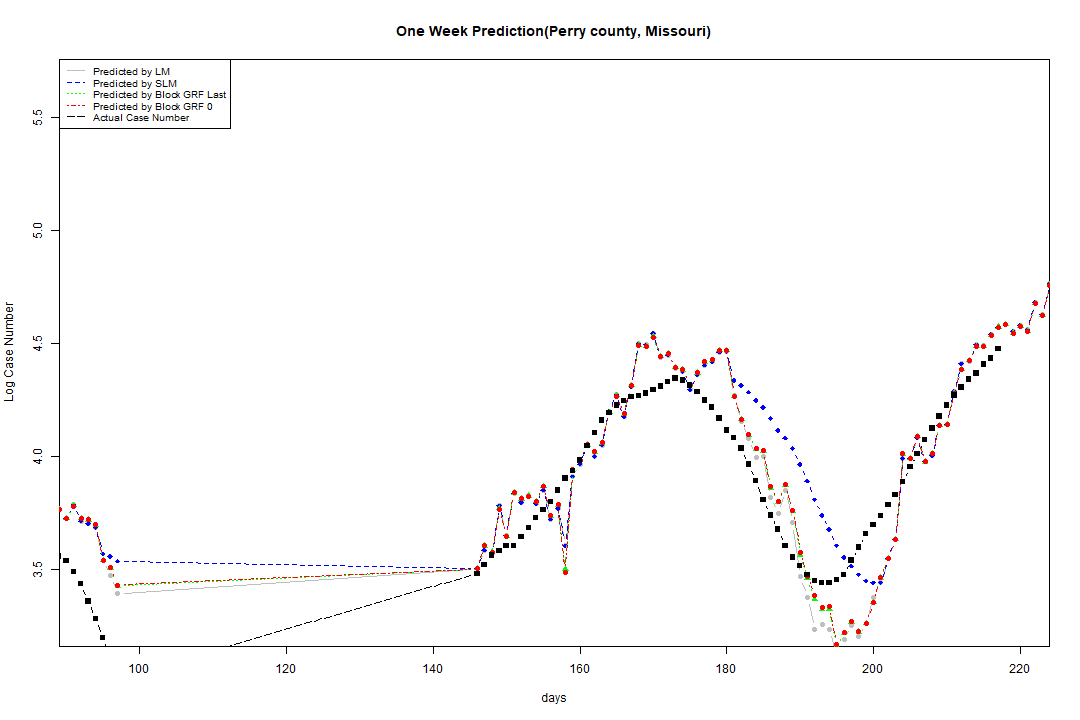 One Week Prediction(Perry county, Missouri)
Predicted by LM
Predicted by SLM
Predicted by Block GRF Last
Predicted by Block GRF 0
Actual Case Number
5.5
5.0
4.5
4.0
3.5
Log Case Number
100 120 140 160 180 200 220
days